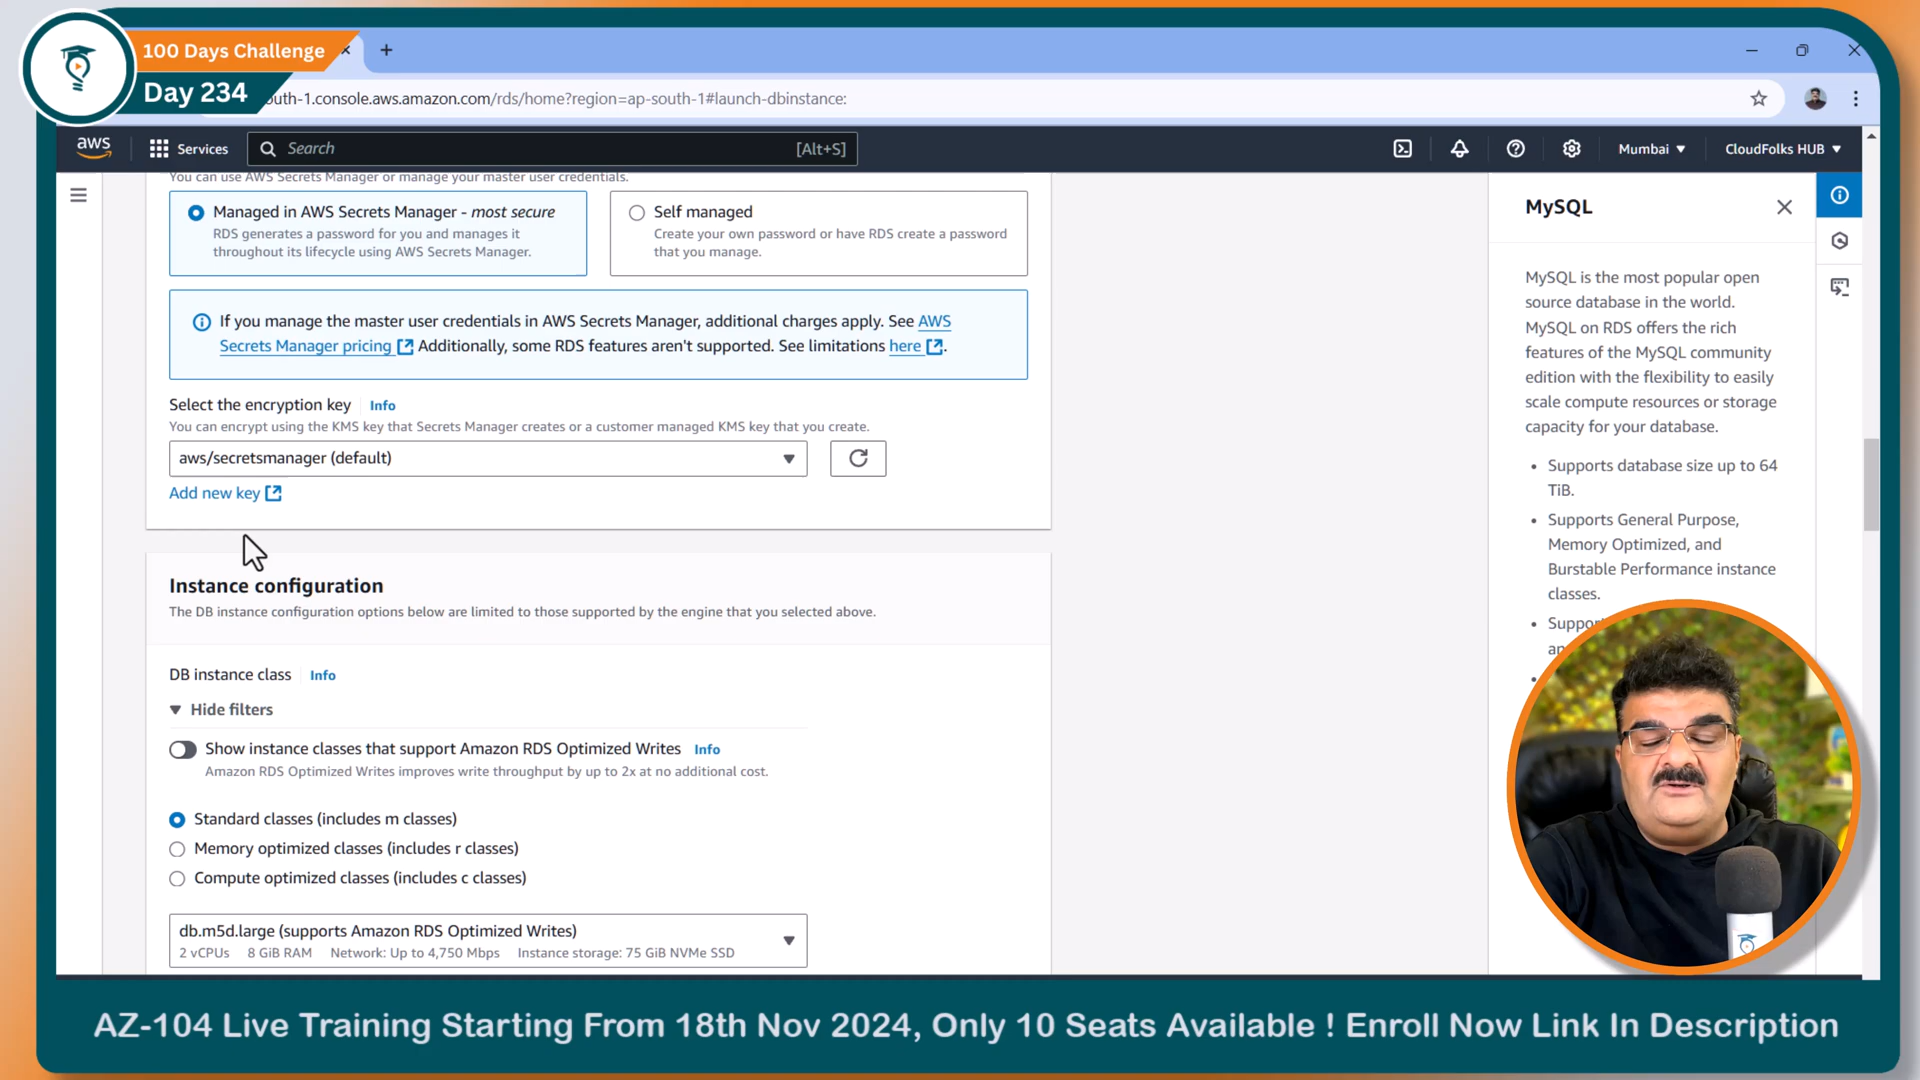 100 Days Challenge
Day 234
outh-1.console.aws.amazon.com/rds/home?region=ap-south-1#launch-dbinstance:
aws
Services
Search
[Alt+S]
Mumbai
CloudFolks HUB
You can use AWS Secrets Manager or manage your master user credentials.
Managed in AWS Secrets Manager - most secure
RDS generates a password for you and manages it
throughout its lifecycle using AWS Secrets Manager.
Self managed
Create your own password or have RDS create a password
that you manage.
If you manage the master user credentials in AWS Secrets Manager, additional charges apply. See AWS
Secrets Manager pricing Additionally, some RDS features aren't supported. See limitations here .
Select the encryption key Info
You can encrypt using the KMS key that Secrets Manager creates or a customer managed KMS key that you create.
aws/secretsmanager (default)
Add new key
Instance configuration
The DB instance configuration options below are limited to those supported by the engine that you selected above.
DB instance class Info
Hide filters
Show instance classes that support Amazon RDS Optimized Writes Info
Amazon RDS Optimized Writes improves write throughput by up to 2x at no additional cost.
Standard classes (includes m classes)
Memory optimized classes (includes r classes)
Compute optimized classes (includes c classes)
db.m5d.large (supports Amazon RDS Optimized Writes)
2 vCPUs 8 GiB RAM Network: Up to 4,750 Mbps Instance storage: 75 GiB NVMe SSD
MySQL
MySQL is the most popular open
source database in the world.
MySQL on RDS offers the rich
features of the MySQL community
edition with the flexibility to easily
scale compute resources or storage
capacity for your database.
• Supports database size up to 64
TiB.
• Supports General Purpose,
Memory Optimized, and
Burstable Performance instance
classes.
AZ-104 Live Training Starting From 18th Nov 2024, Only 10 Seats Available ! Enroll Now Link In Description